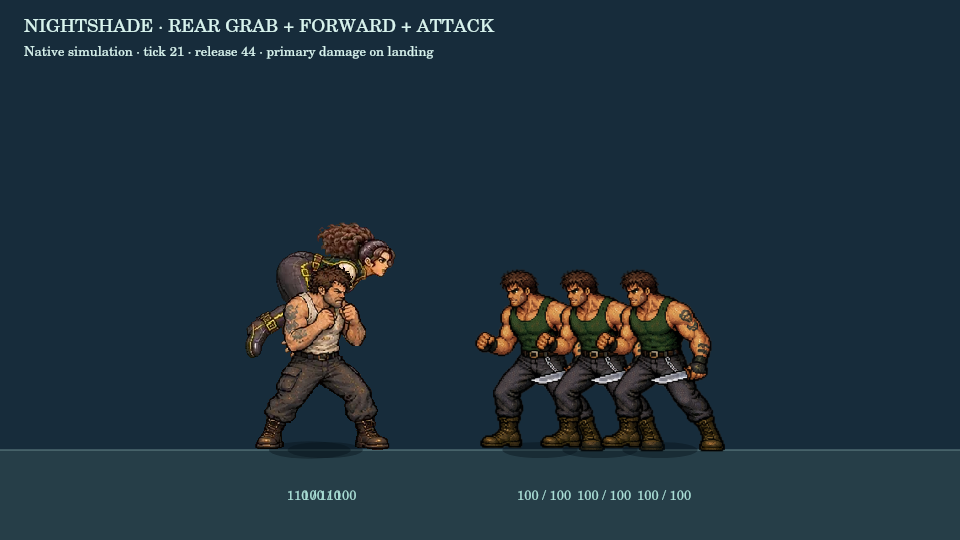 NIGHTSHADE · REAR GRAB + FORWARD + ATTACK
Native simulation · tick 21 · release 44 · primary damage on landing
100 / 100 100 / 100 100 / 100